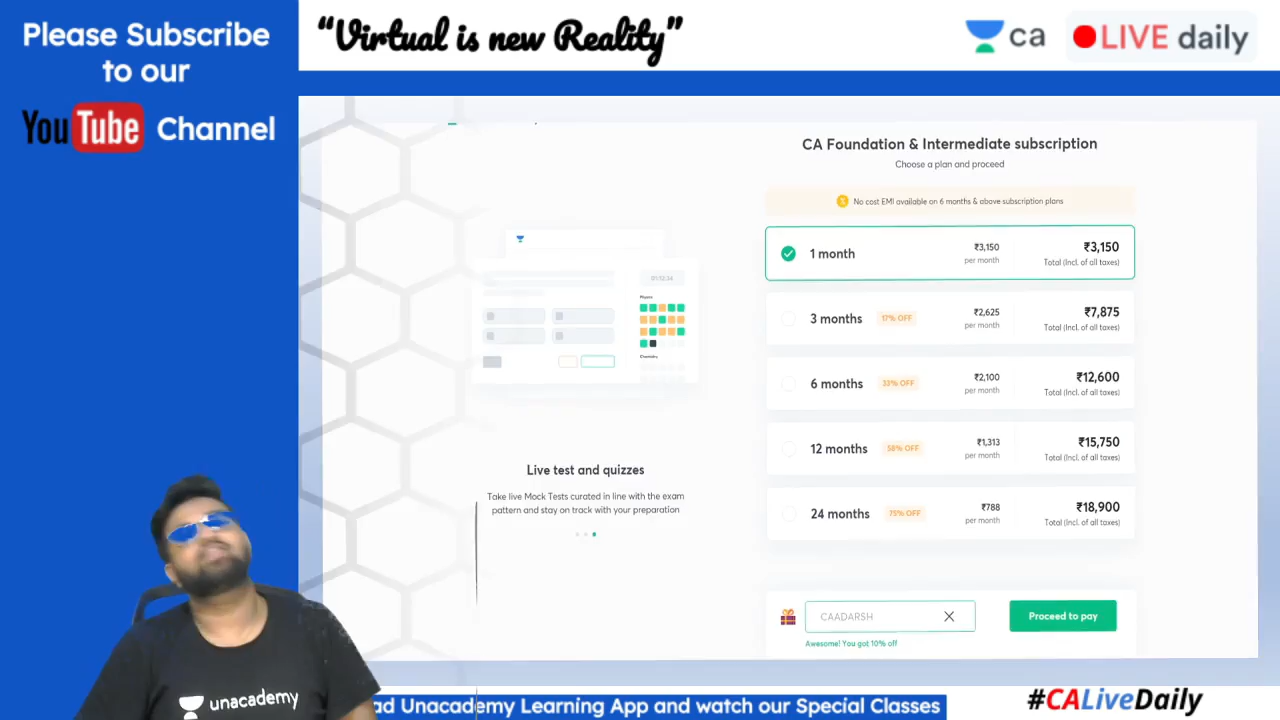 Please Subscribe
to our
YouTube Channel
“Virtual is new Reality”
ca
LIVE daily
CA Foundation & Intermediate subscription
Choose a plan and proceed
No cost EMI available on 6 months & above subscription plans
1 month ₹3,150 per month ₹3,150 Total (Incl. of all taxes)
3 months 17% OFF ₹2,625 per month ₹7,875 Total (Incl. of all taxes)
6 months 33% OFF ₹2,100 per month ₹12,600 Total (Incl. of all taxes)
12 months 58% OFF ₹1,313 per month ₹15,750 Total (Incl. of all taxes)
24 months 75% OFF ₹788 per month ₹18,900 Total (Incl. of all taxes)
01:52:34
Physics
Chemistry
Live test and quizzes
Take live Mock Tests curated in line with the exam
pattern and stay on track with your preparation
CAADARSH
Proceed to pay
Awesome! You got 10% off
unacademy
ad Unacademy Learning App and watch our Special Classes
#CALiveDaily